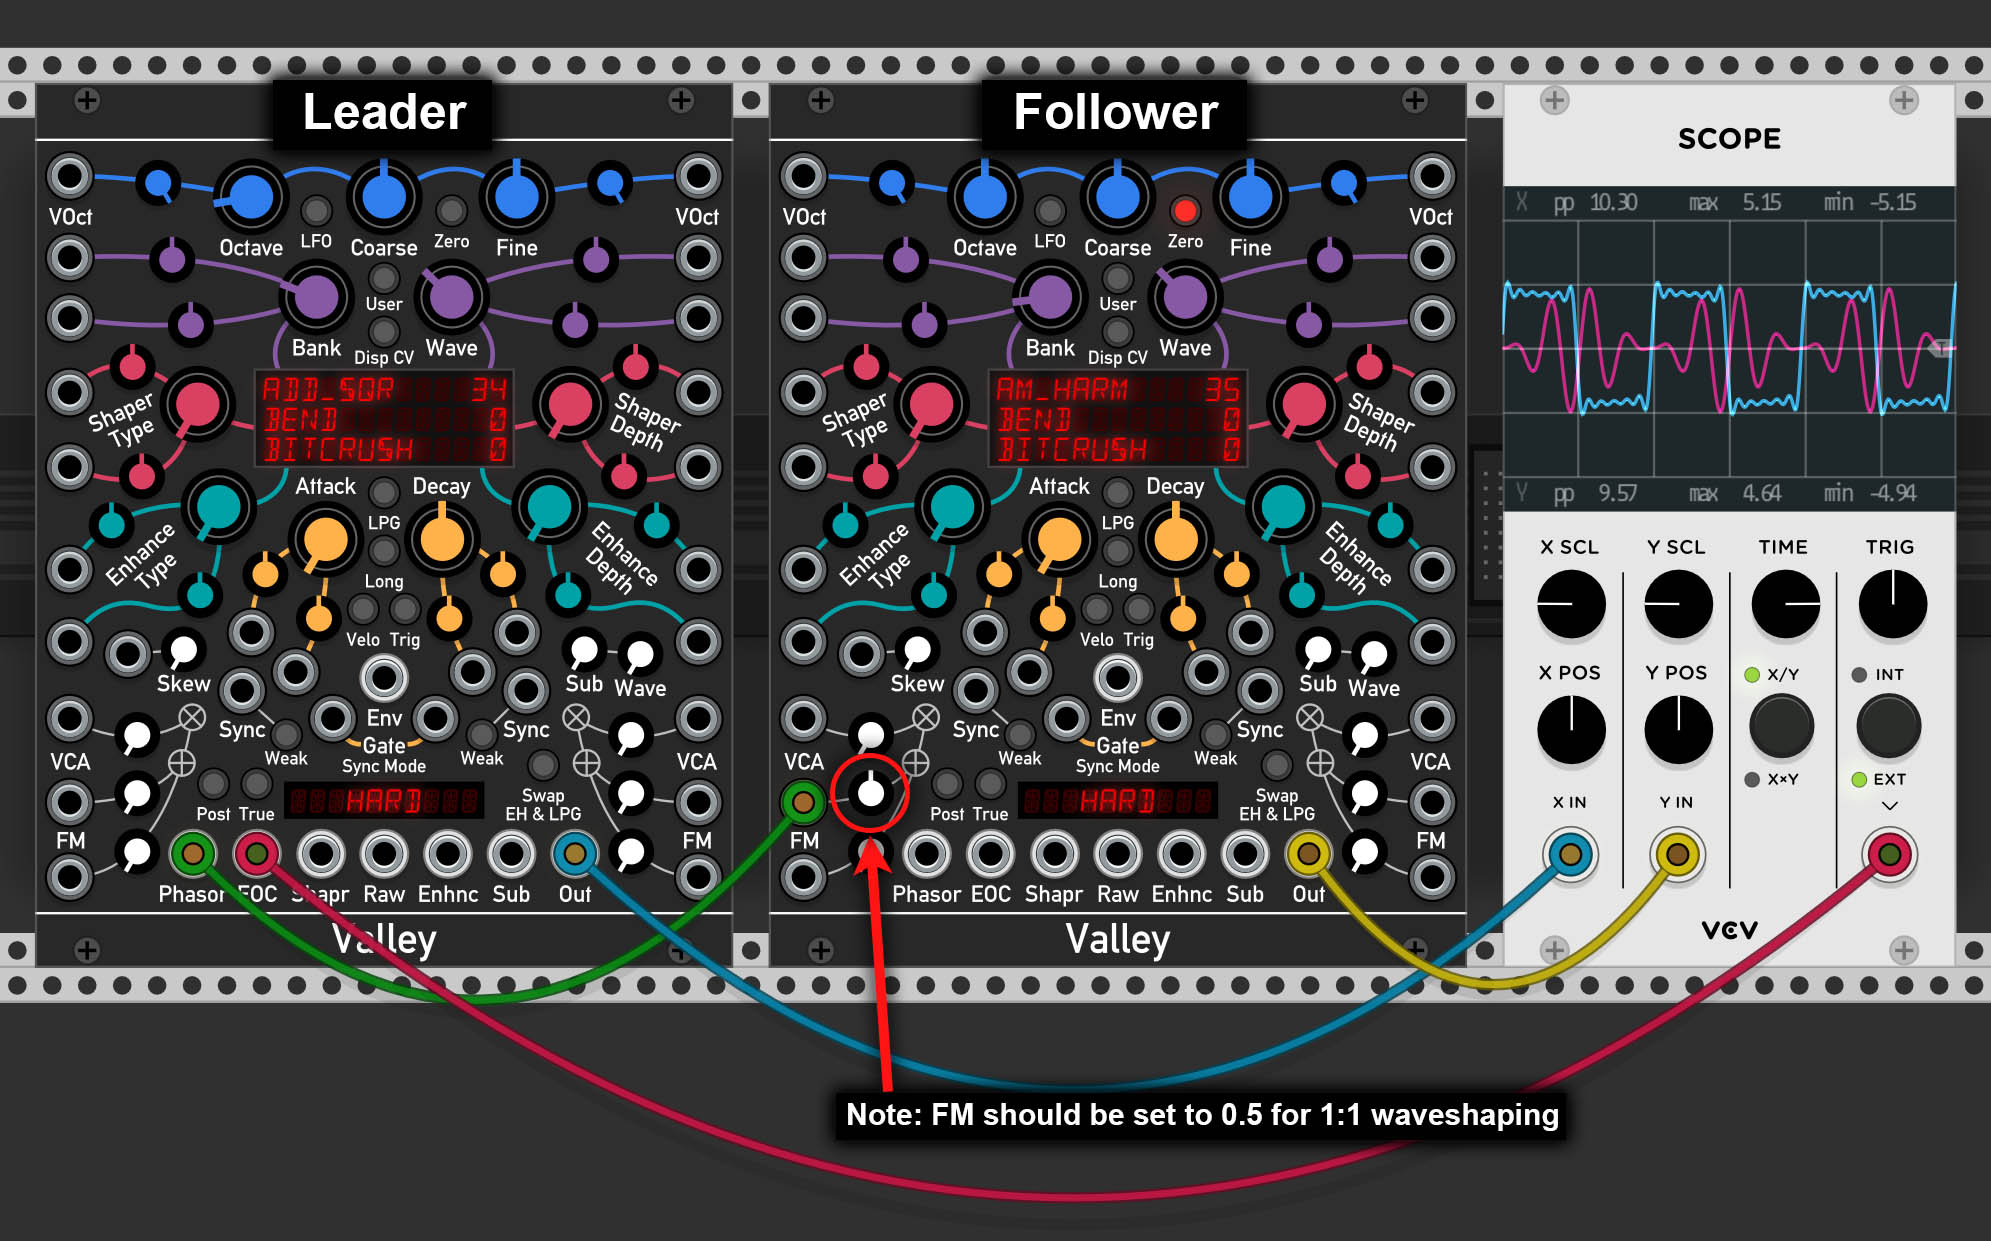 Leader
VOct
Octave
LFO
Coarse
Zero
Fine
VOct
Bank
User
Disp CV
Wave
Shaper
Type
ADD_SQR 34
BEND 0
BITCRUSH 0
Shaper
Depth
Enhance
Type
Attack
LPG
Decay
Long
Enhance
Depth
Velo Trig
Skew
Sub Wave
Sync
Env
Sync
Weak
Gate
Weak
VCA
Sync Mode
VCA
Post True
HARD
Swap
EH & LPG
FM
FM
Phasor EOC Shapr Raw Enhnc Sub Out
Valley
Follower
VOct
Octave
LFO
Coarse
Zero
Fine
VOct
Bank
User
Disp CV
Wave
Shaper
Type
AM_HARM 35
BEND 0
BITCRUSH 0
Shaper
Depth
Enhance
Type
Attack
LPG
Decay
Long
Enhance
Depth
Velo Trig
Skew
Sub Wave
Sync
Env
Sync
Weak
Gate
Weak
VCA
Sync Mode
VCA
Post True
HARD
Swap
EH & LPG
FM
FM
Phasor EOC Shapr Raw Enhnc Sub Out
Valley
SCOPE
X pp 10.30 max 5.15 min -5.15
T
Y pp 9.57 max 4.64 min -4.94
X SCL Y SCL TIME TRIG
X POS Y POS X/Y INT
X×Y EXT
X IN Y IN
VCV
Note: FM should be set to 0.5 for 1:1 waveshaping